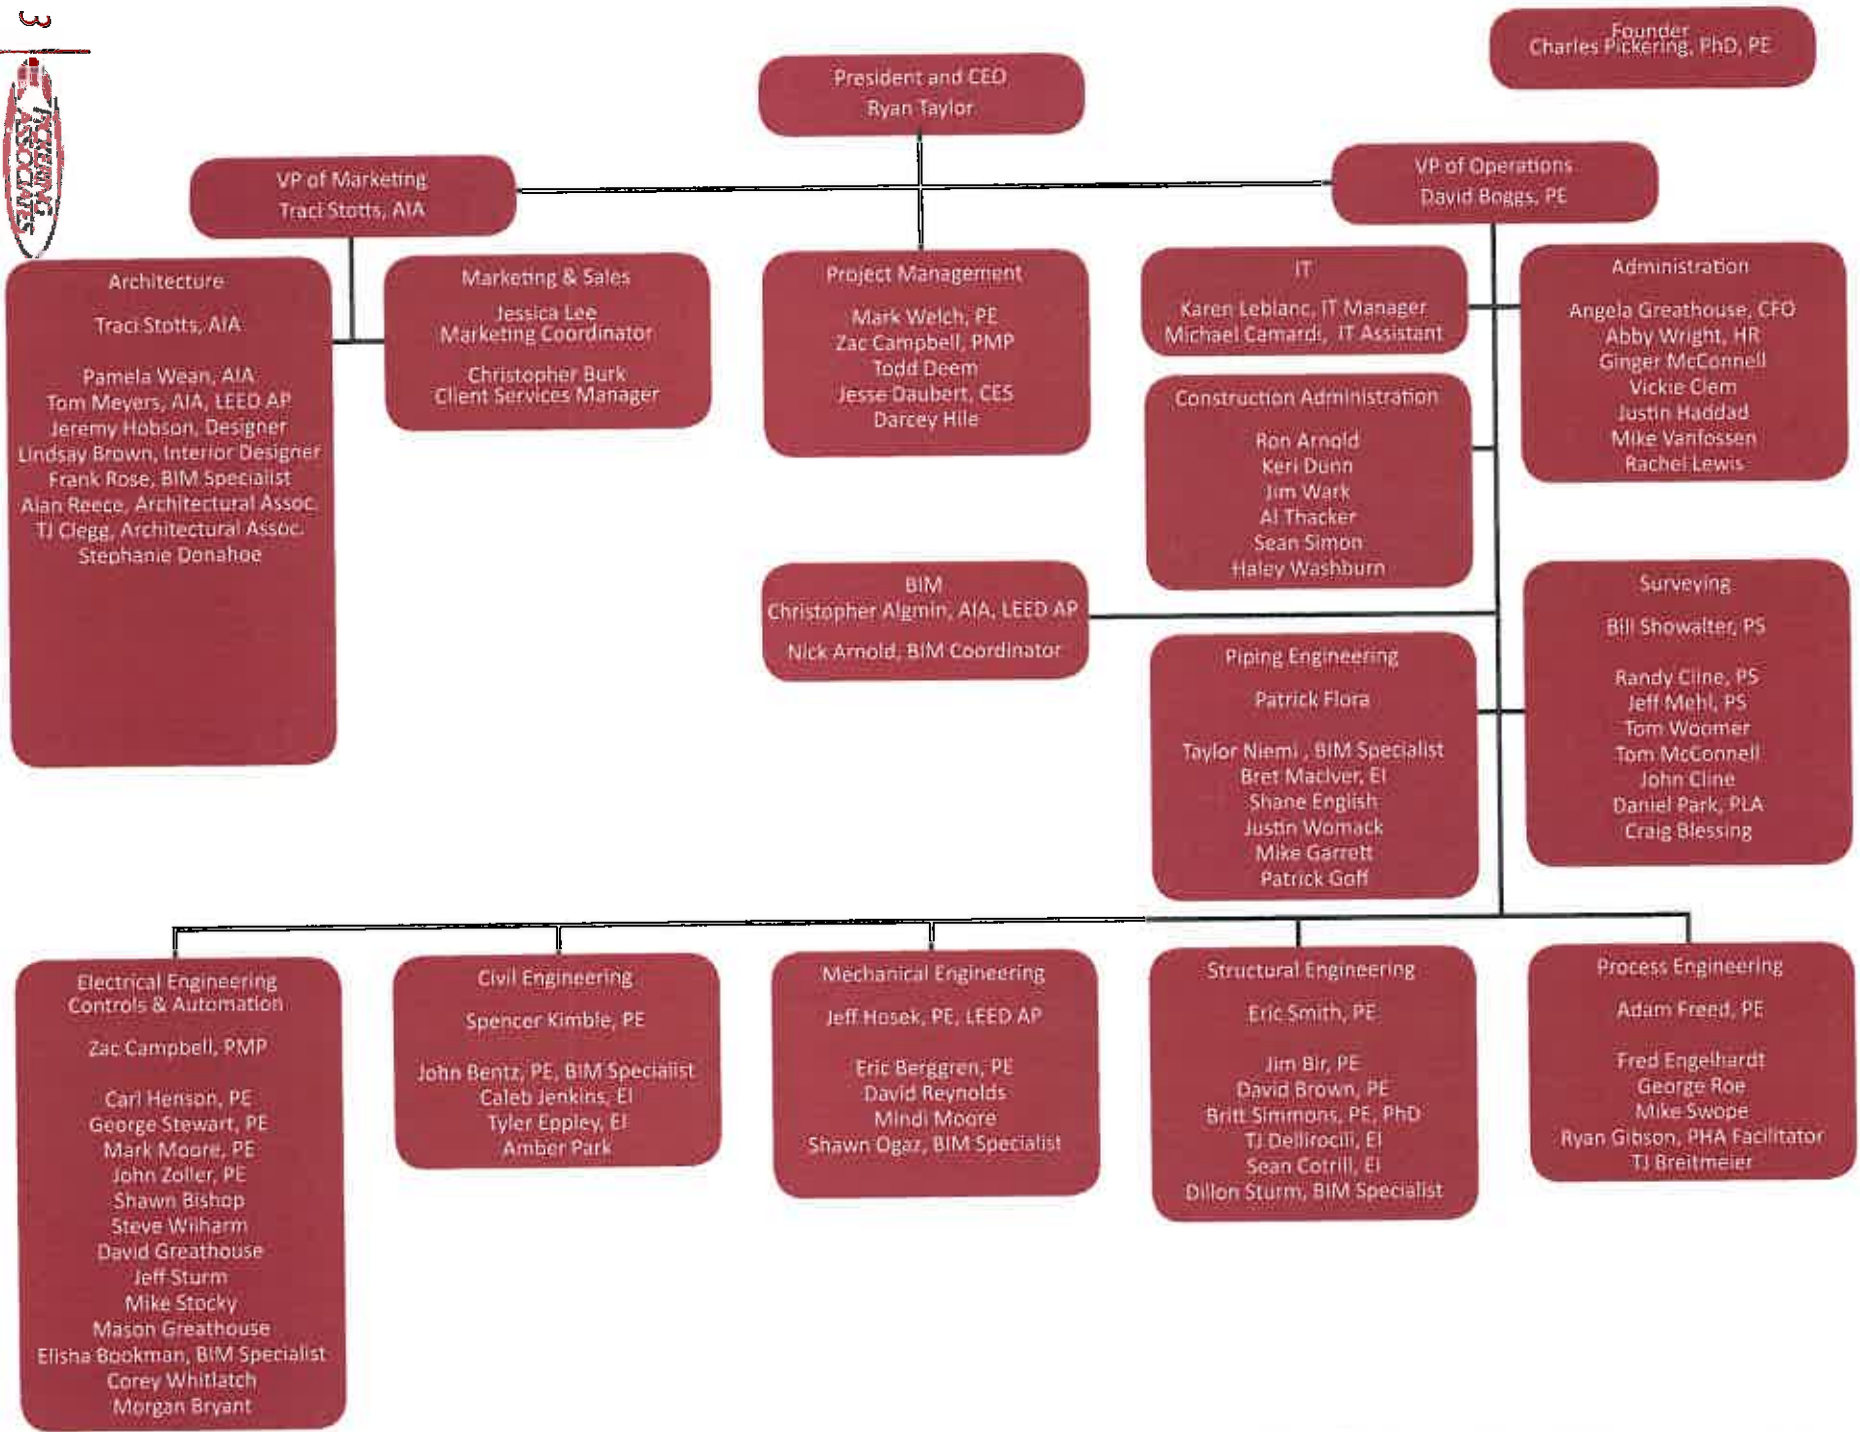 3
PICKERING
ASSOCIATES
Founder
Charles Pickering, PhD, PE
President and CEO
Ryan Taylor
VP of Marketing
Traci Stotts, AIA
VP of Operations
David Boggs, PE
Architecture
Traci Stotts, AIA
Pamela Wean, AIA
Tom Meyers, AIA, LEED AP
Jeremy Hobson, Designer
Lindsay Brown, Interior Designer
Frank Rose, BIM Specialist
Alan Reece, Architectural Assoc.
TJ Clegg, Architectural Assoc.
Stephanie Donahoe
Marketing & Sales
Jessica Lee
Marketing Coordinator
Christopher Burk
Client Services Manager
Project Management
Mark Welch, PE
Zac Campbell, PMP
Todd Deem
Jesse Daubert, CES
Darcey Hile
IT
Karen Leblanc, IT Manager
Michael Camardi, IT Assistant
Administration
Angela Greathouse, CFO
Abby Wright, HR
Ginger McConnell
Vickie Clem
Justin Haddad
Mike Vanfossen
Rachel Lewis
Construction Administration
Ron Arnold
Keri Dunn
Jim Wark
Al Thacker
Sean Simon
Haley Washburn
BIM
Christopher Algmin, AIA, LEED AP
Nick Arnold, BIM Coordinator
Piping Engineering
Patrick Flora
Taylor Niemi , BIM Specialist
Bret MacIver, EI
Shane English
Justin Womack
Mike Garrett
Patrick Goff
Surveying
Bill Showalter, PS
Randy Cline, PS
Jeff Mehl, PS
Tom Woomer
Tom McConnell
John Cline
Daniel Park, PLA
Craig Blessing
Electrical Engineering
Controls & Automation
Zac Campbell, PMP
Carl Henson, PE
George Stewart, PE
Mark Moore, PE
John Zoller, PE
Shawn Bishop
Steve Wilharm
David Greathouse
Jeff Sturm
Mike Stocky
Mason Greathouse
Elisha Bookman, BIM Specialist
Corey Whitlatch
Morgan Bryant
Civil Engineering
Spencer Kimble, PE
John Bentz, PE, BIM Specialist
Caleb Jenkins, EI
Tyler Eppley, EI
Amber Park
Mechanical Engineering
Jeff Hosek, PE, LEED AP
Eric Berggren, PE
David Reynolds
Mindi Moore
Shawn Ogaz, BIM Specialist
Structural Engineering
Eric Smith, PE
Jim Bir, PE
David Brown, PE
Britt Simmons, PE, PhD
TJ Dellirocili, EI
Sean Cotrill, EI
Dillon Sturm, BIM Specialist
Process Engineering
Adam Freed, PE
Fred Engelhardt
George Roe
Mike Swope
Ryan Gibson, PHA Facilitator
TJ Breitmeier